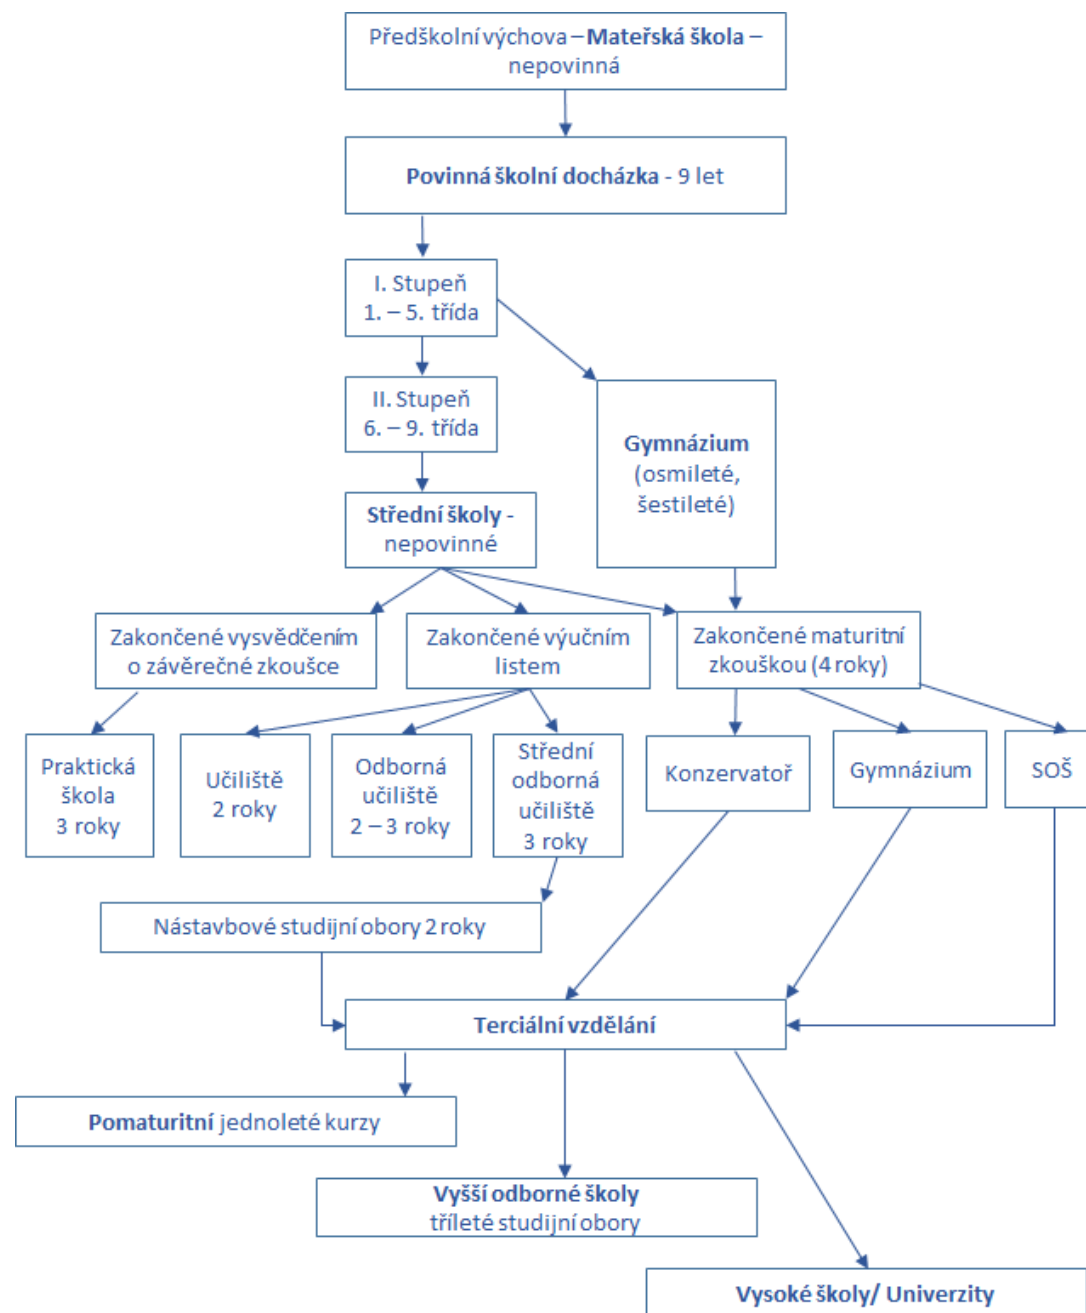 Předškolní výchova – Mateřská škola –
nepovinná
Povinná školní docházka - 9 let
I. Stupeň
1. – 5. třída
II. Stupeň
6. – 9. třída
Gymnázium
(osmileté,
šestileté)
Střední školy -
nepovinné
Zakončené vysvědčením
o závěrečné zkoušce
Zakončené výučním
listem
Zakončené maturitní
zkouškou (4 roky)
Praktická
škola
3 roky
Učiliště
2 roky
Odborná
učiliště
2 – 3 roky
Střední
odborná
učiliště
3 roky
Konzervatoř
Gymnázium
SOŠ
Nástavbové studijní obory 2 roky
Terciální vzdělání
Pomaturitní jednoleté kurzy
Vyšší odborné školy
tříleté studijní obory
Vysoké školy/ Univerzity